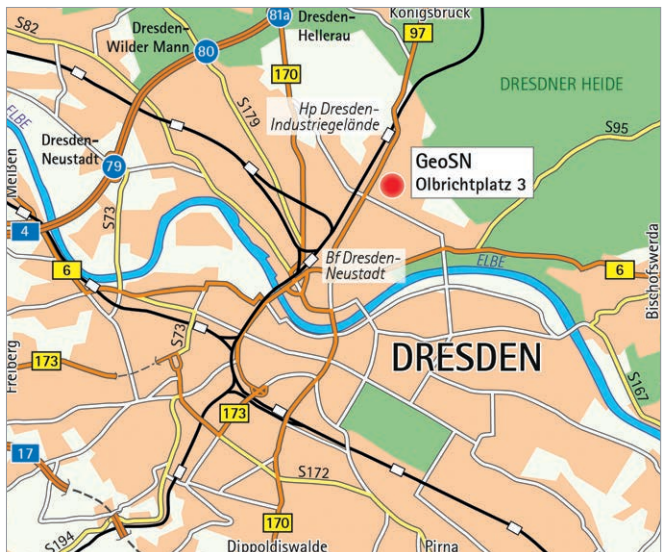 81a
Dresden-
Hellerau
Königsbrück
S82
Dresden-
Wilder Mann
80
97
170
DRESDNER HEIDE
Hp Dresden-
Industriegelände
S179
S95
ELBE
Dresden-
Neustadt
79
GeoSN
Olbrichtplatz 3
Meißen
S73
4
Bf Dresden-
Neustadt
6
ELBE
6
Bischofswerda
S73
DRESDEN
173
Freiberg
S167
173
17
S172
S194
170
Dippoldiswalde
Pirna